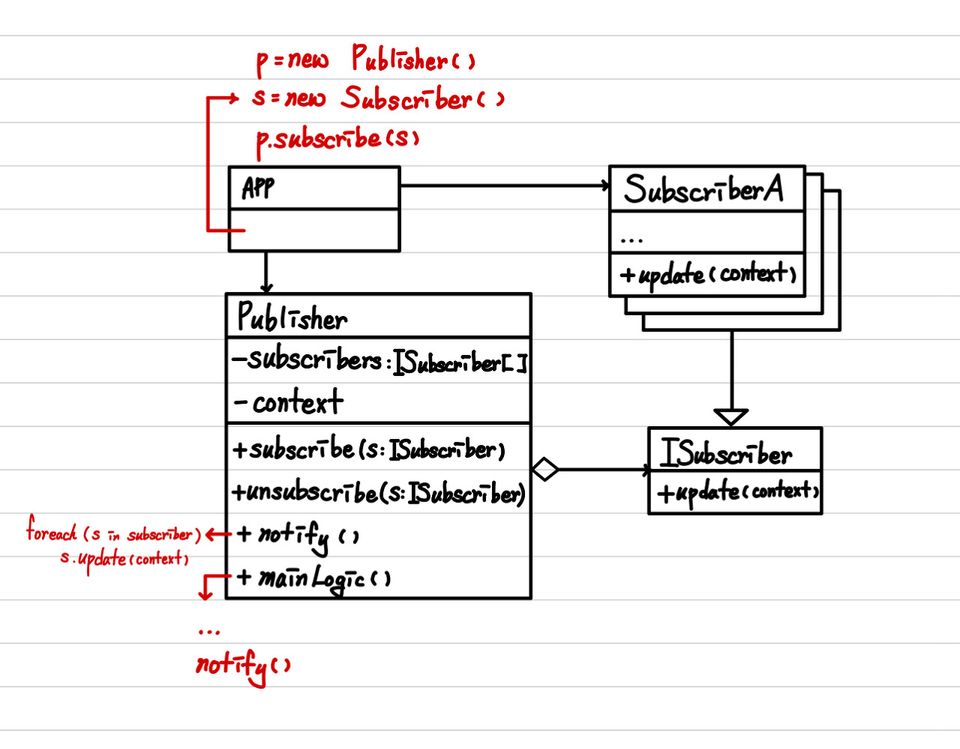 p=new Publisher()
s=new Subscriber()
p.subscribe(s)
APP
SubscriberA
...
+update(context)
Publisher
-subscribers:ISubscriber[]
-context
+subscribe(s:ISubscriber)
+unsubscribe(s:ISubscriber)
+notify()
+mainLogic()
ISubscriber
+update(context)
foreach(s in subscriber)
s.update(context)
...
notify()